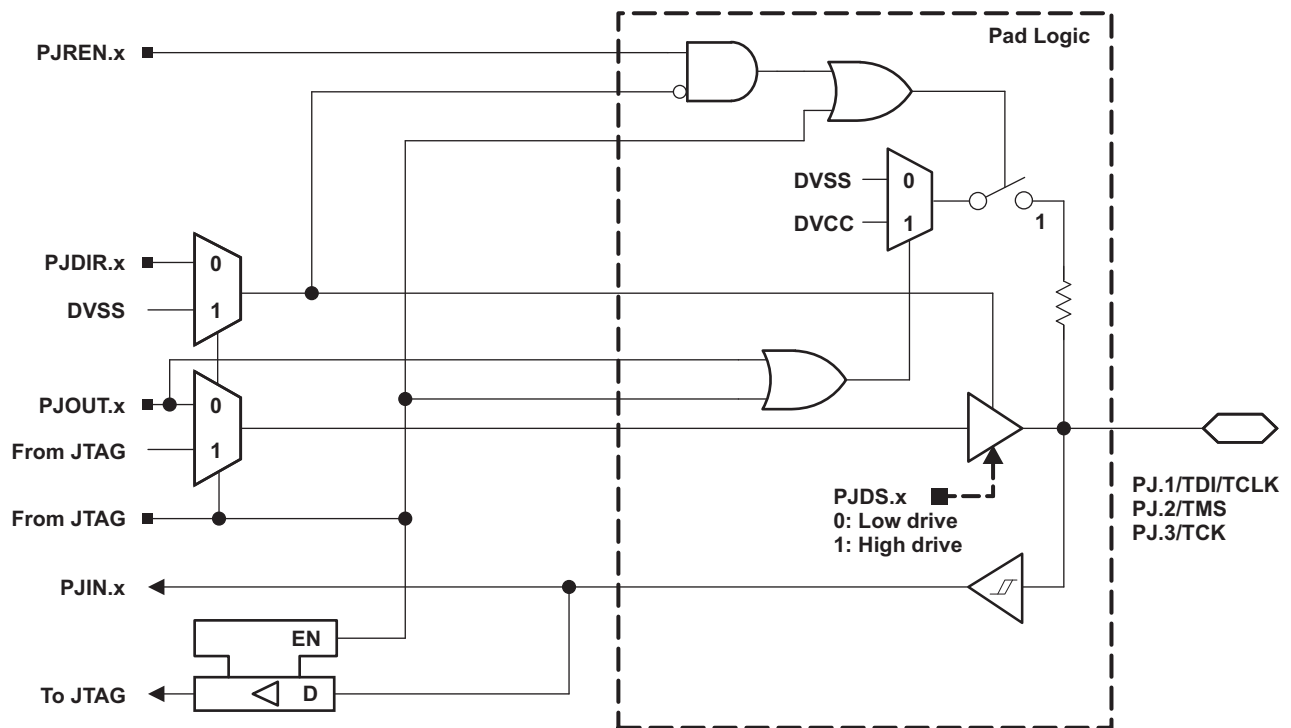 Pad Logic
PJREN.x
DVSS
0
DVCC
1
1
PJDIR.x
0
DVSS
1
PJOUT.x
0
From JTAG
1
PJDS.x
0: Low drive
1: High drive
PJ.1/TDI/TCLK
PJ.2/TMS
PJ.3/TCK
From JTAG
PJIN.x
EN
To JTAG
D